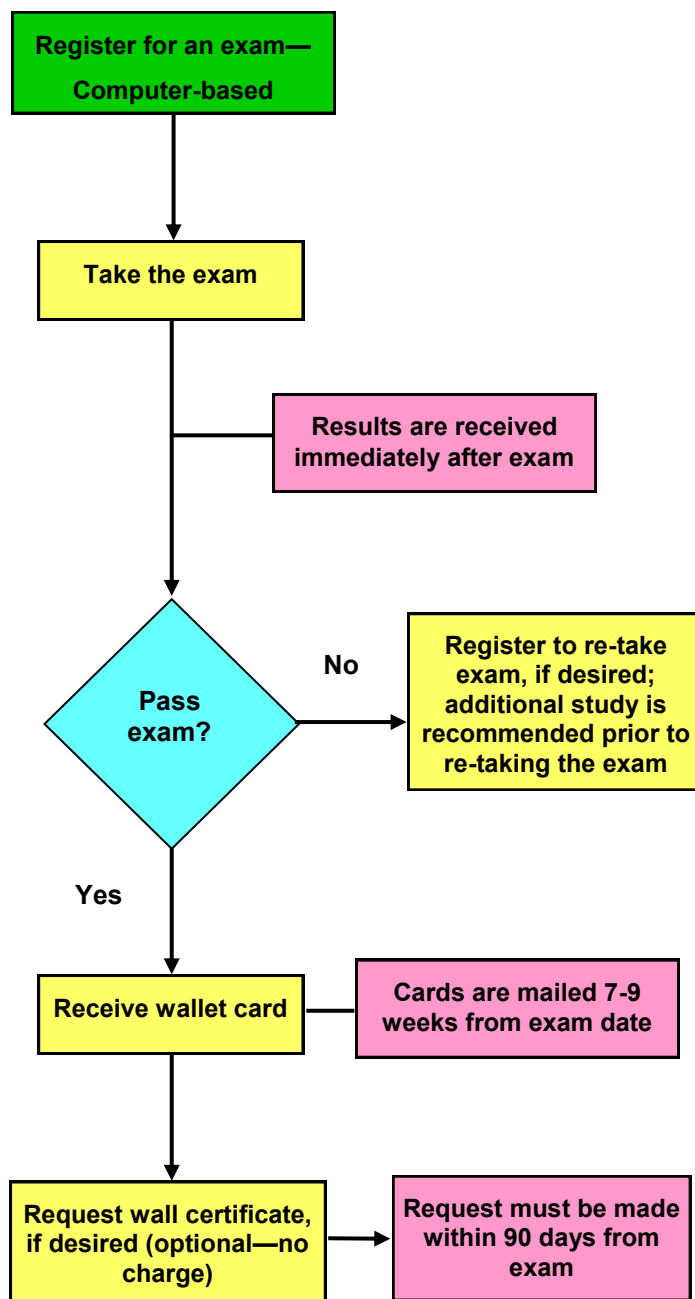 Register for an exam—
Computer-based
Take the exam
Results are received
immediately after exam
Pass
exam?
No
Register to re-take
exam, if desired;
additional study is
recommended prior to
re-taking the exam
Yes
Receive wallet card
Cards are mailed 7-9
weeks from exam date
Request wall certificate,
if desired (optional—no
charge)
Request must be made
within 90 days from
exam